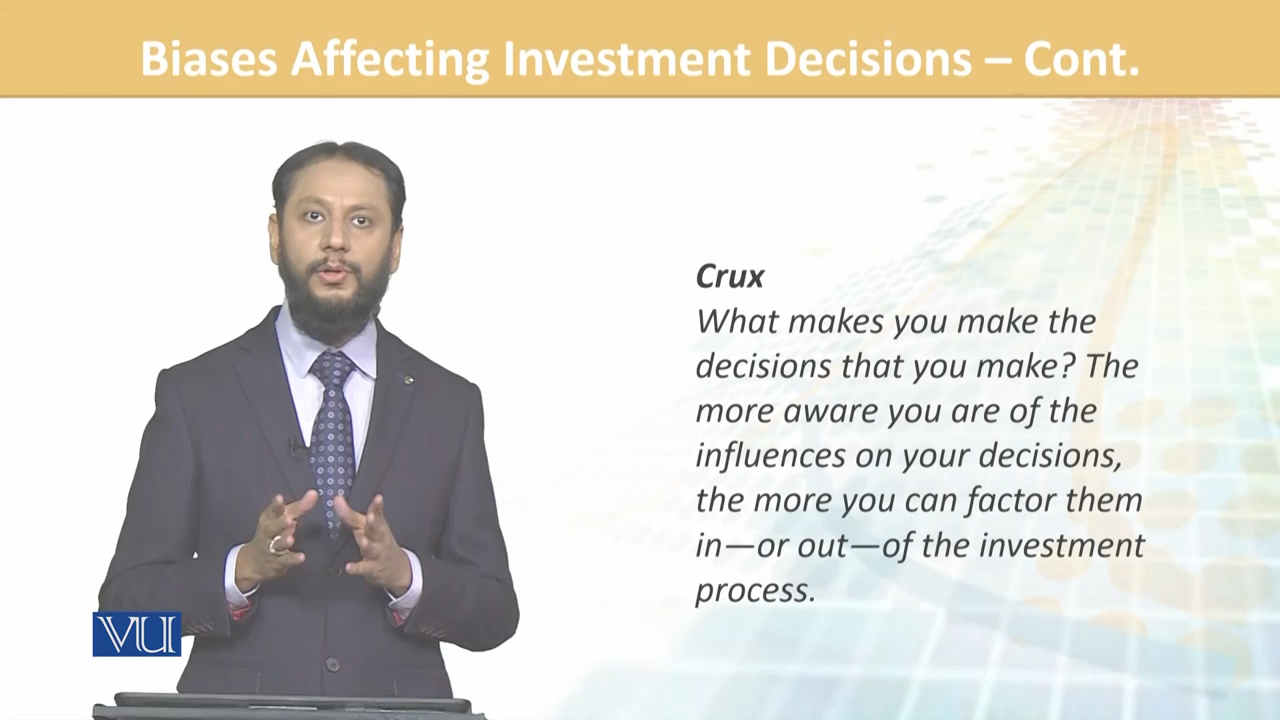 Biases Affecting Investment Decisions – Cont.
Crux
What makes you make the
decisions that you make? The
more aware you are of the
influences on your decisions,
the more you can factor them
in—or out—of the investment
process.
VU